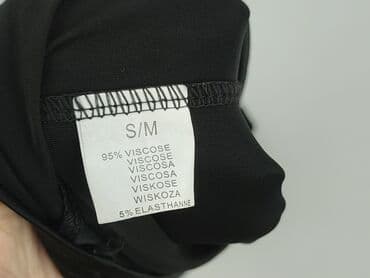 S/M
95% VISCOSE
VISCOSE
VISCOSA
VISCOSA
VISKOSE
WISKOZA
5% ELASTHANNE